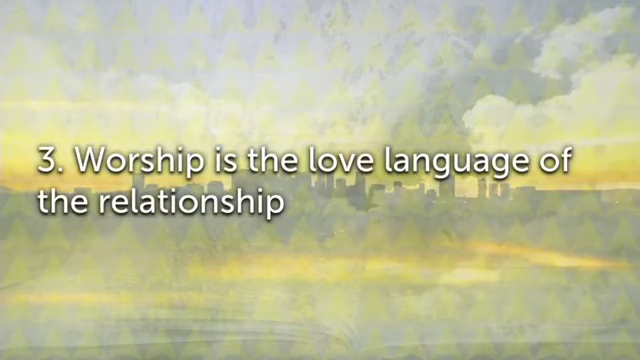 3. Worship is the love language of
the relationship